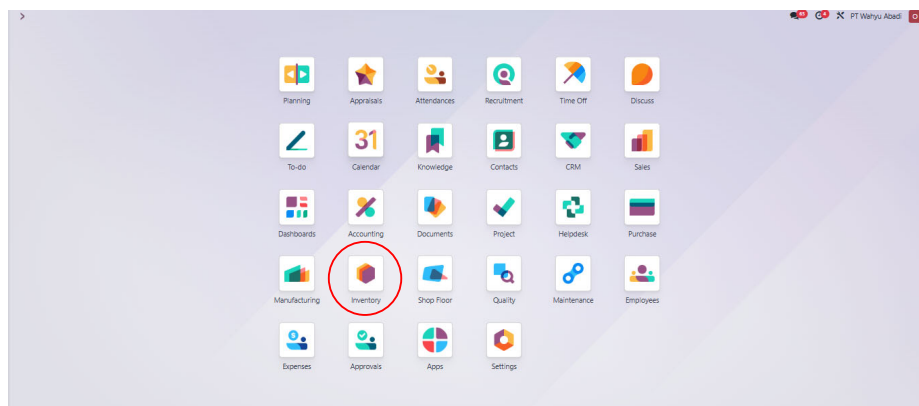 PT Wahyu Abadi
Planning Appraisals Attendances Recruitment Time Off Discuss
31
To-do Calendar Knowledge Contacts CRM Sales
Dashboards Accounting Documents Project Helpdesk Purchase
Manufacturing Inventory Shop Floor Quality Maintenance Employees
$
Expenses Approvals Apps Settings